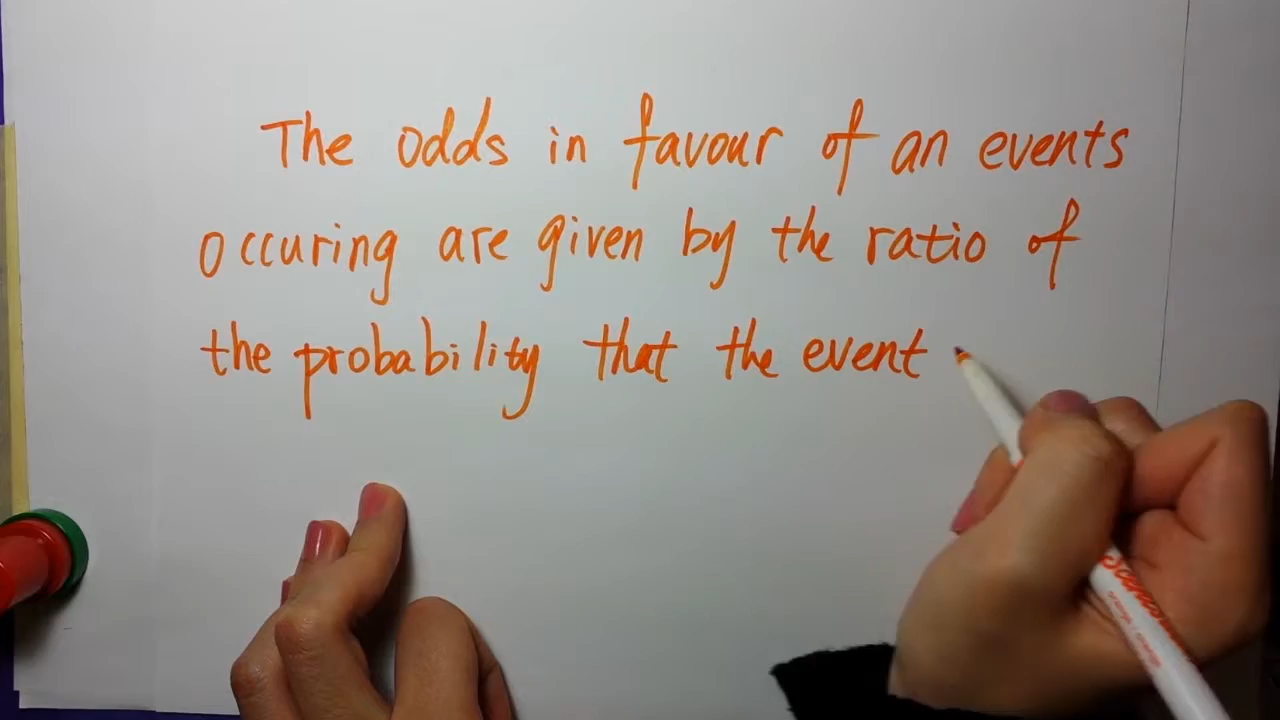 The odds in favour of an events
occuring are given by the ratio of
the probability that the event